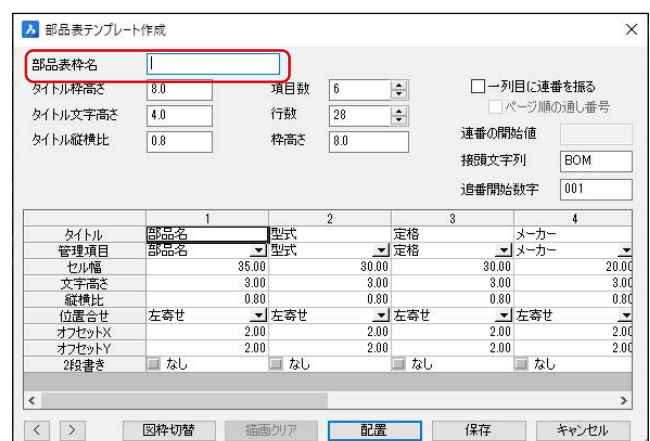 部品表テンプレート作成
部品表枠名
タイトル枠高さ 8.0 項目数 6 一列目に連番を振る
ページ順の通し番号
タイトル文字高さ 4.0 行数 28
タイトル縦横比 0.8 枠高さ 8.0 連番の開始値
接頭文字列 BOM
追番開始数字 001
1 2 3 4
タイトル 部品名 型式 定格 メーカー
管理項目 部品名 型式 定格 メーカー
セル幅 35.00 30.00 30.00 20.00
文字高さ 3.00 3.00 3.00 3.00
縦横比 0.80 0.80 0.80 0.80
位置合せ 左寄せ 左寄せ 左寄せ 左寄せ
オフセットX 2.00 2.00 2.00 2.00
オフセットY 2.00 2.00 2.00 2.00
2段書き なし なし なし なし
< > 図枠切替 描画クリア 配置 保存 キャンセル